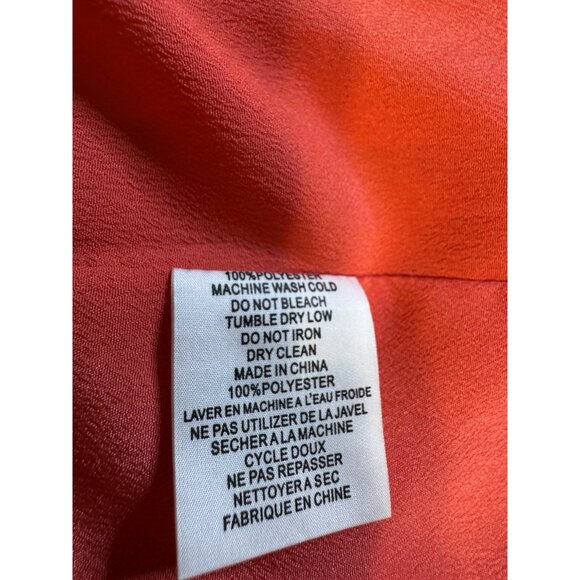 100%POLYESTER
MACHINE WASH COLD
DO NOT BLEACH
TUMBLE DRY LOW
DO NOT IRON
DRY CLEAN
MADE IN CHINA
100%POLYESTER
LAVER EN MACHINE A L'EAU FROIDE
NE PAS UTILIZER DE LA JAVEL
SECHER A LA MACHINE
CYCLE DOUX
NE PAS REPASSER
NETTOYER A SEC
FABRIQUE EN CHINE